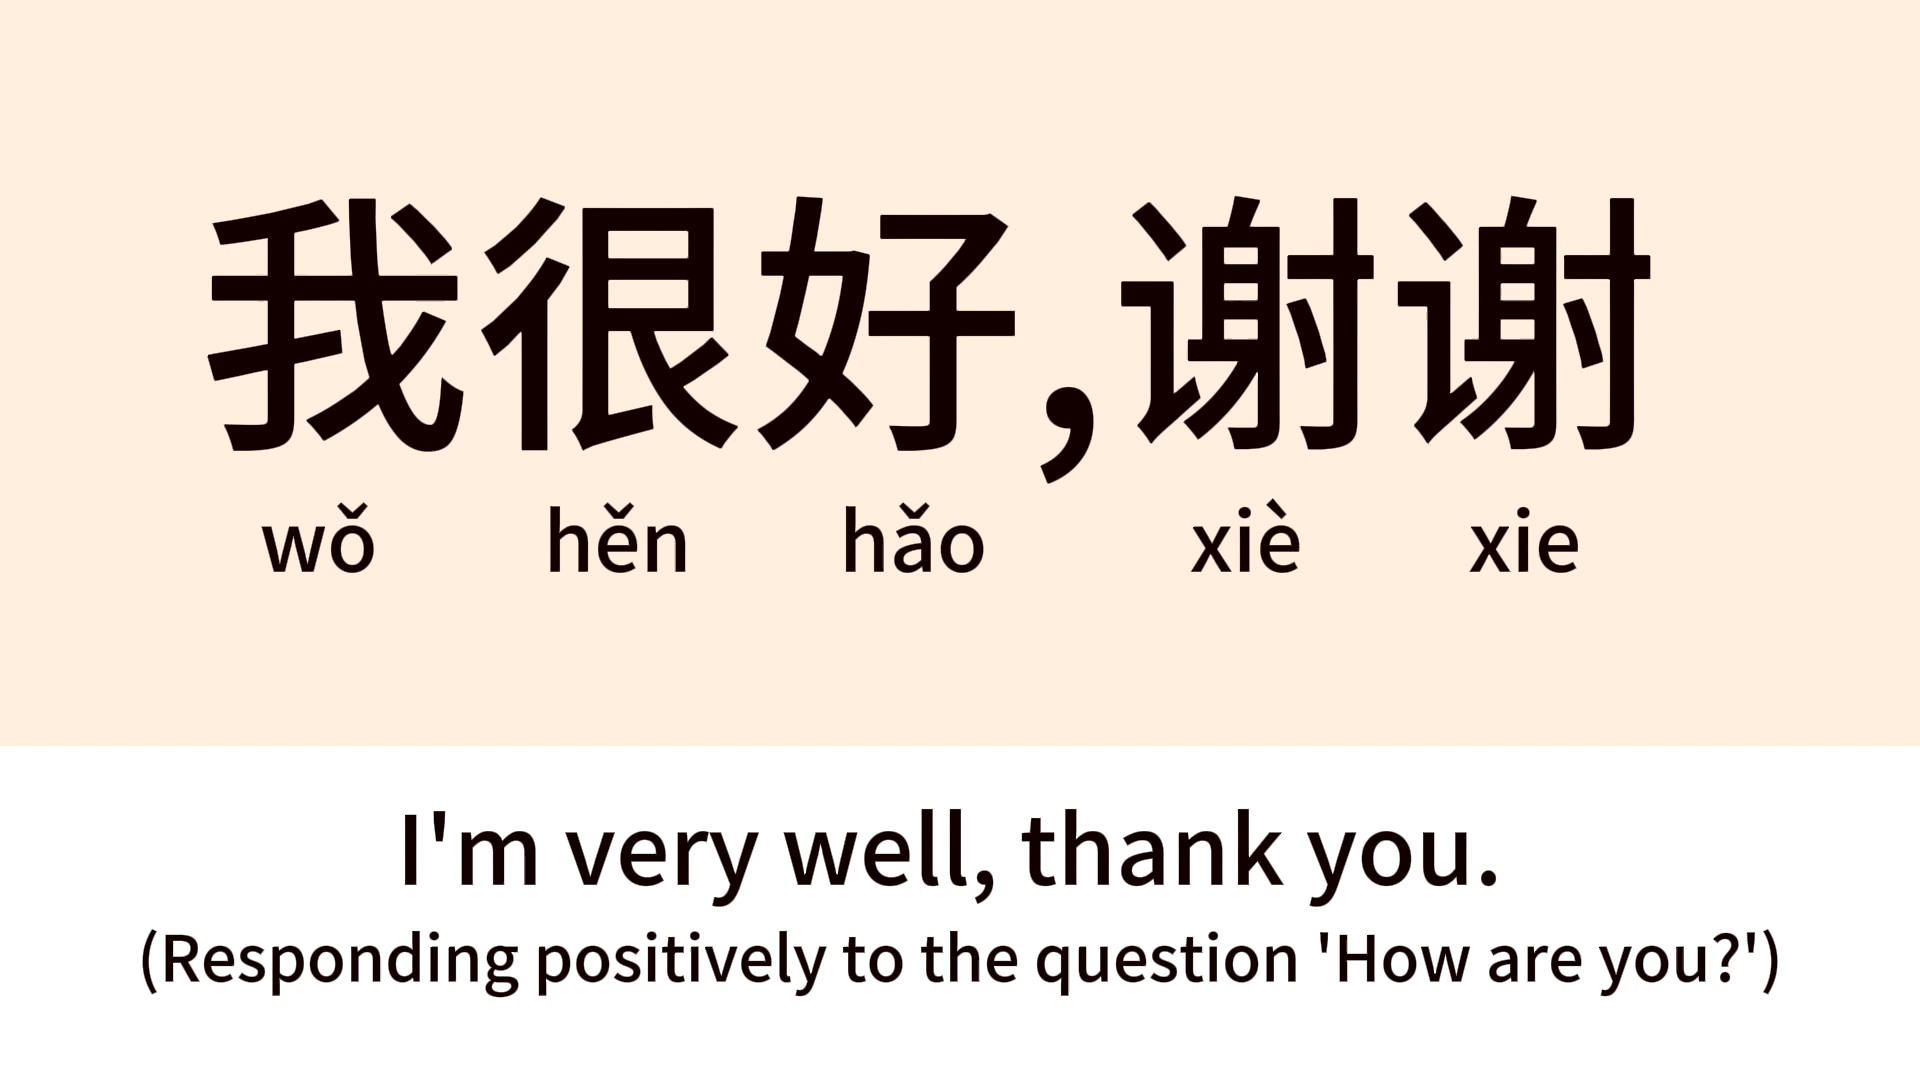 我很好,谢谢
wǒ hěn hǎo xiè xie
I'm very well, thank you.
(Responding positively to the question 'How are you?')